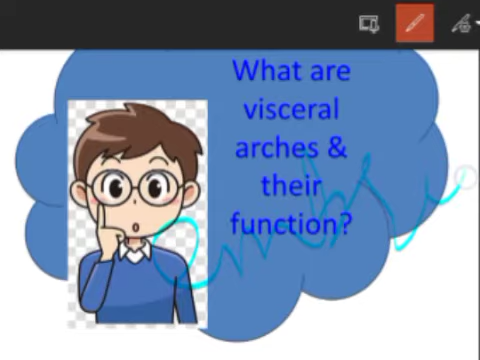 What are
visceral
arches &
their
function?